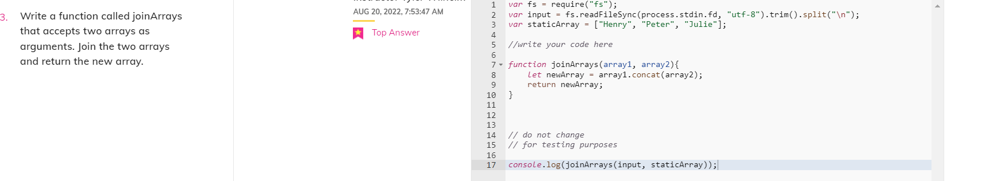 3. Write a function called joinArrays
that accepts two arrays as
arguments. Join the two arrays
and return the new array.
AUG 20, 2022, 7:53:47 AM
Top Answer
1 var fs = require("fs");
2 var input = fs.readFileSync(process.stdin.fd, "utf-8").trim().split("\n");
3 var staticArray = ["Henry", "Peter", "Julie"];
4
5 //write your code here
6
7 function joinArrays(array1, array2){
8 let newArray = array1.concat(array2);
9 return newArray;
10 }
11
12
13
14 // do not change
15 // for testing purposes
16
17 console.log(joinArrays(input, staticArray));